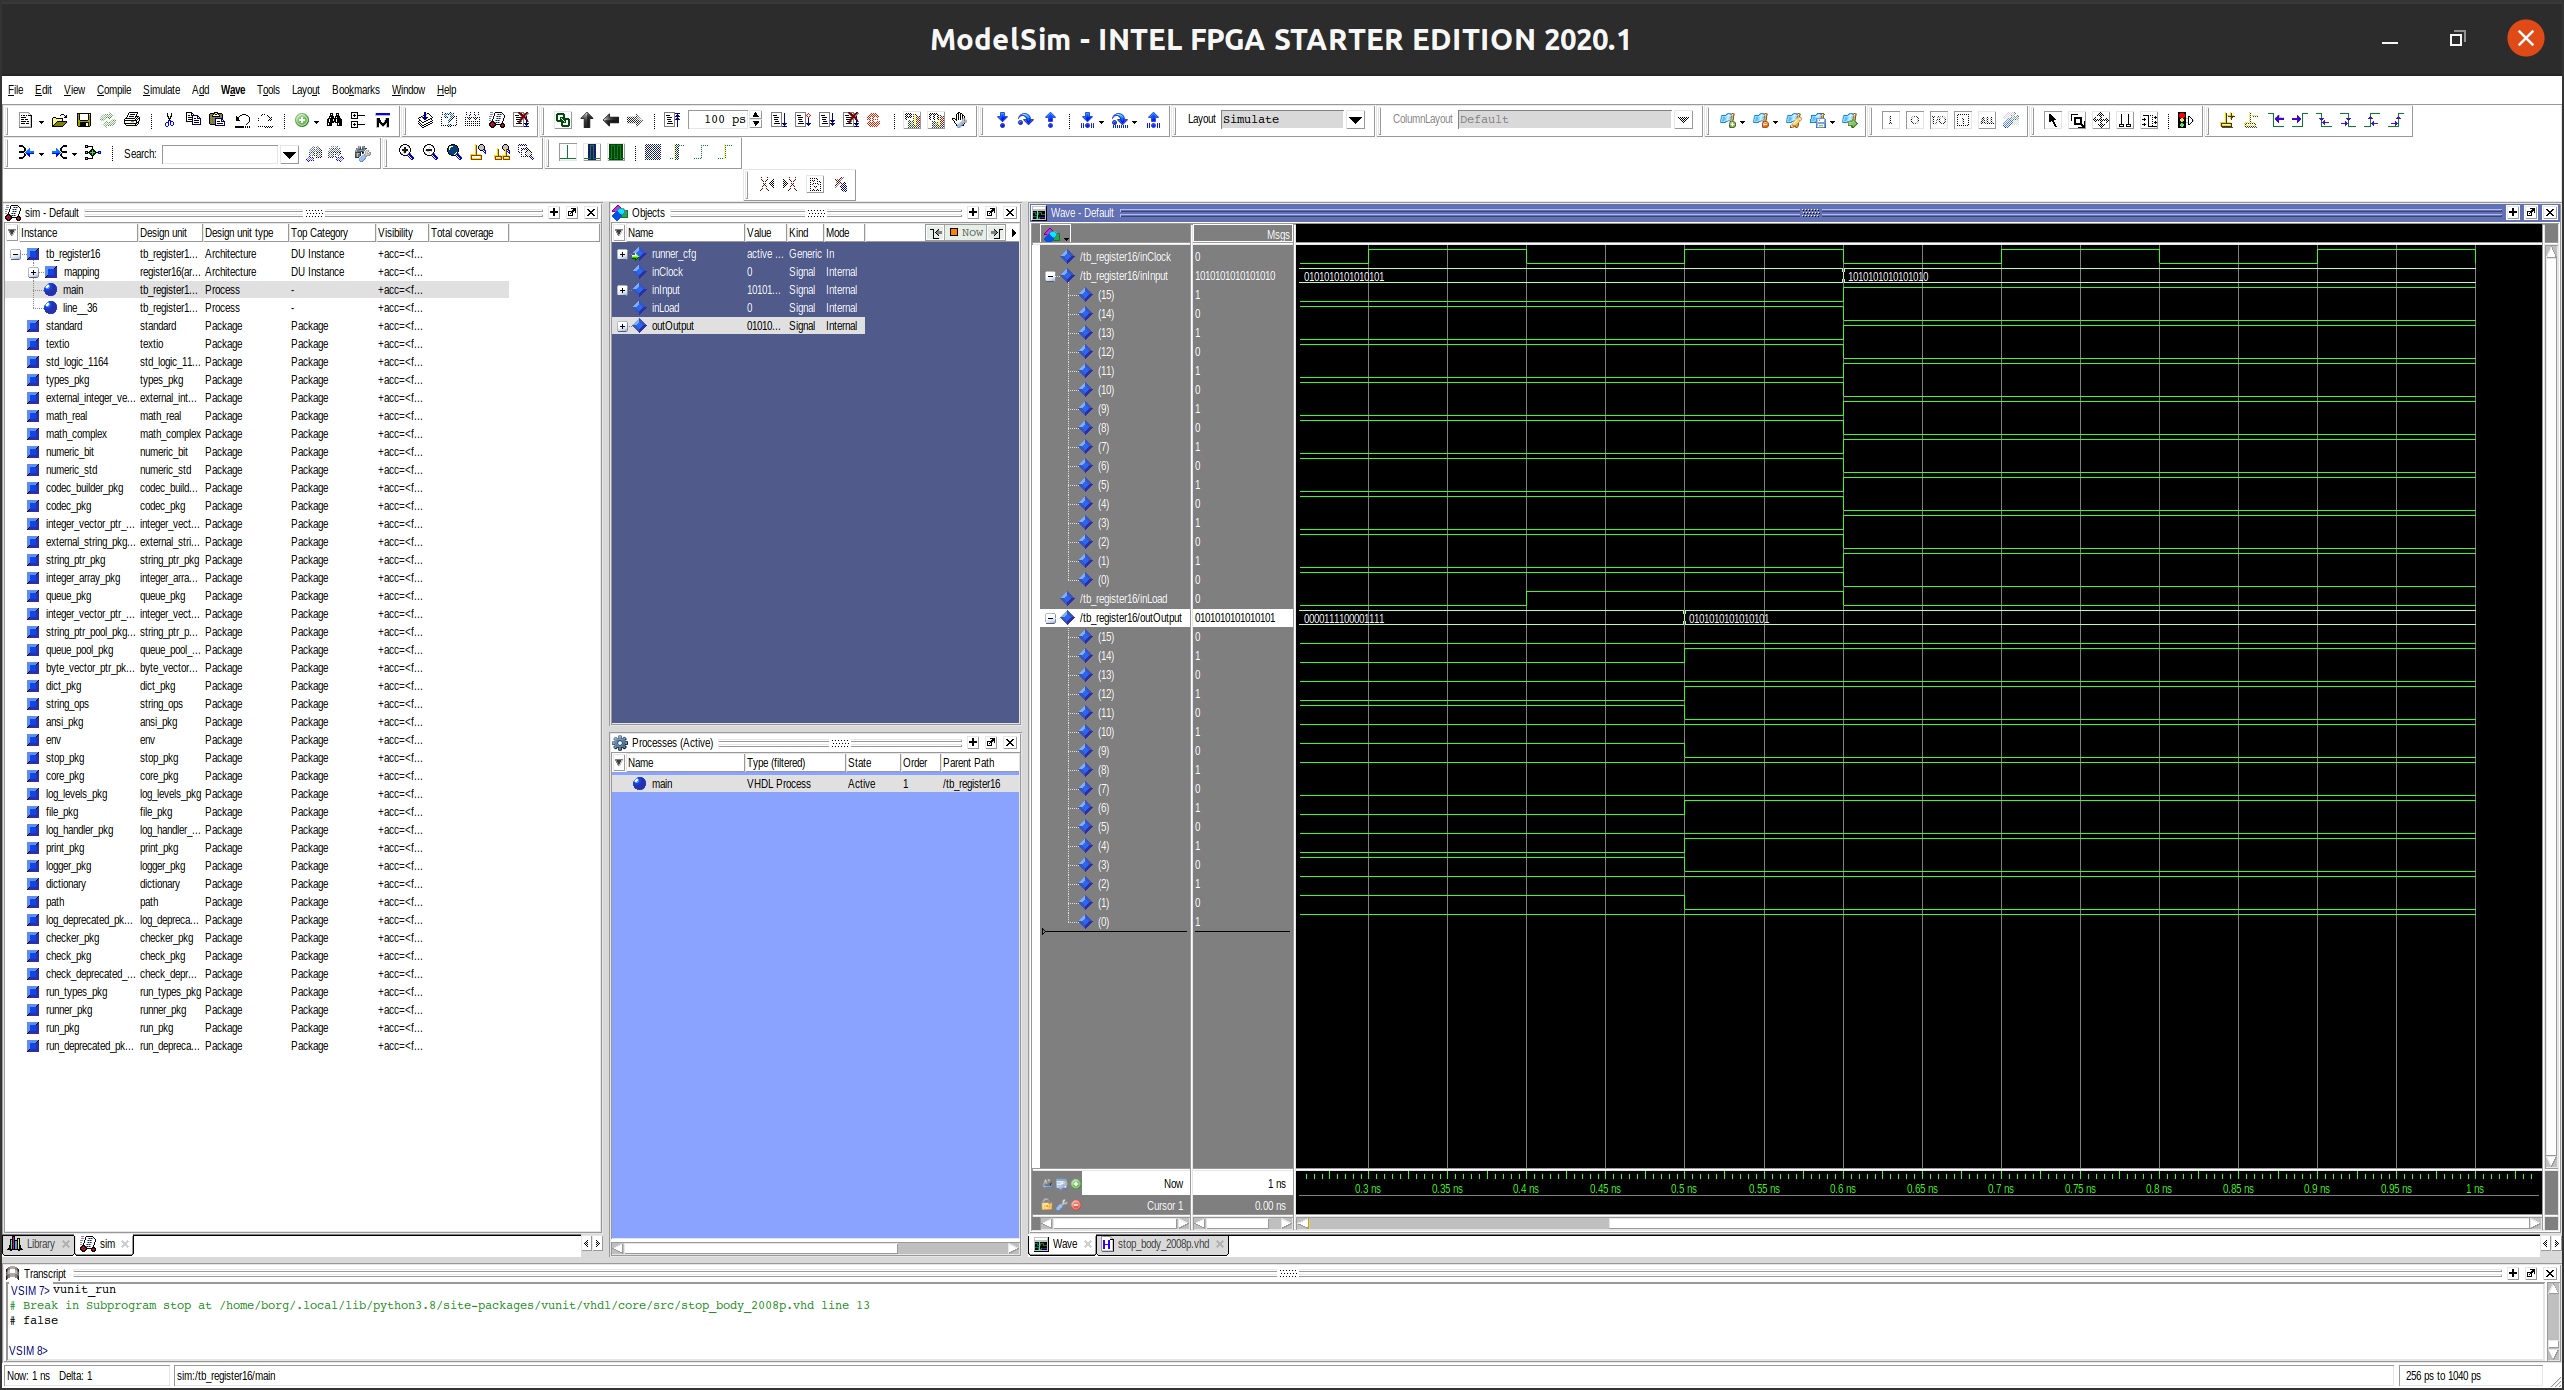 ModelSim - INTEL FPGA STARTER EDITION 2020.1
File Edit View Compile Simulate Add Wave Tools Layout Bookmarks Window Help
100 ps Layout Simulate ColumnLayout Default
Search:
sim - Default
Instance Design unit Design unit type Top Category Visibility Total coverage
tb_register16 tb_register1... Architecture DU Instance +acc=<f...
mapping register16(ar... Architecture DU Instance +acc=<f...
main tb_register1... Process - +acc=<f...
line__36 tb_register1... Process - +acc=<f...
standard standard Package Package +acc=<f...
textio textio Package Package +acc=<f...
std_logic_1164 std_logic_11... Package Package +acc=<f...
types_pkg types_pkg Package Package +acc=<f...
external_integer_ve... external_int... Package Package +acc=<f...
math_real math_real Package Package +acc=<f...
math_complex math_complex Package Package +acc=<f...
numeric_bit numeric_bit Package Package +acc=<f...
numeric_std numeric_std Package Package +acc=<f...
codec_builder_pkg codec_build... Package Package +acc=<f...
codec_pkg codec_pkg Package Package +acc=<f...
integer_vector_ptr_... integer_vect... Package Package +acc=<f...
external_string_pkg... external_stri... Package Package +acc=<f...
string_ptr_pkg string_ptr_pkg Package Package +acc=<f...
integer_array_pkg integer_arra... Package Package +acc=<f...
queue_pkg queue_pkg Package Package +acc=<f...
integer_vector_ptr_... integer_vect... Package Package +acc=<f...
string_ptr_pool_pkg... string_ptr_p... Package Package +acc=<f...
queue_pool_pkg queue_pool_... Package Package +acc=<f...
byte_vector_ptr_pk... byte_vector... Package Package +acc=<f...
dict_pkg dict_pkg Package Package +acc=<f...
string_ops string_ops Package Package +acc=<f...
ansi_pkg ansi_pkg Package Package +acc=<f...
env env Package Package +acc=<f...
stop_pkg stop_pkg Package Package +acc=<f...
core_pkg core_pkg Package Package +acc=<f...
log_levels_pkg log_levels_pkg Package Package +acc=<f...
file_pkg file_pkg Package Package +acc=<f...
log_handler_pkg log_handler_... Package Package +acc=<f...
print_pkg print_pkg Package Package +acc=<f...
logger_pkg logger_pkg Package Package +acc=<f...
dictionary dictionary Package Package +acc=<f...
path path Package Package +acc=<f...
log_deprecated_pk... log_depreca... Package Package +acc=<f...
checker_pkg checker_pkg Package Package +acc=<f...
check_pkg check_pkg Package Package +acc=<f...
check_deprecated_... check_depr... Package Package +acc=<f...
run_types_pkg run_types_pkg Package Package +acc=<f...
runner_pkg runner_pkg Package Package +acc=<f...
run_pkg run_pkg Package Package +acc=<f...
run_deprecated_pk... run_depreca... Package Package +acc=<f...
Library sim
Objects
Name Value Kind Mode Now
runner_cfg active ... Generic In
inClock 0 Signal Internal
inInput 10101... Signal Internal
inLoad 0 Signal Internal
outOutput 01010... Signal Internal
Processes (Active)
Name Type (filtered) State Order Parent Path
main VHDL Process Active 1 /tb_register16
Wave - Default
Msgs
/tb_register16/inClock 0
/tb_register16/inInput 1010101010101010 0101010101010101 1010101010101010
(15) 1
(14) 0
(13) 1
(12) 0
(11) 1
(10) 0
(9) 1
(8) 0
(7) 1
(6) 0
(5) 1
(4) 0
(3) 1
(2) 0
(1) 1
(0) 0
/tb_register16/inLoad 0
/tb_register16/outOutput 0101010101010101 0000111100001111 0101010101010101
(15) 0
(14) 1
(13) 0
(12) 1
(11) 0
(10) 1
(9) 0
(8) 1
(7) 0
(6) 1
(5) 0
(4) 1
(3) 0
(2) 1
(1) 0
(0) 1
Now 1 ns 0.3 ns 0.35 ns 0.4 ns 0.45 ns 0.5 ns 0.55 ns 0.6 ns 0.65 ns 0.7 ns 0.75 ns 0.8 ns 0.85 ns 0.9 ns 0.95 ns 1 ns
Cursor 1 0.00 ns
Wave stop_body_2008p.vhd
Transcript
VSIM 7> vunit_run
# Break in Subprogram stop at /home/borg/.local/lib/python3.8/site-packages/vunit/vhdl/core/src/stop_body_2008p.vhd line 13
# false
VSIM 8>
Now: 1 ns Delta: 1 sim:/tb_register16/main 256 ps to 1040 ps